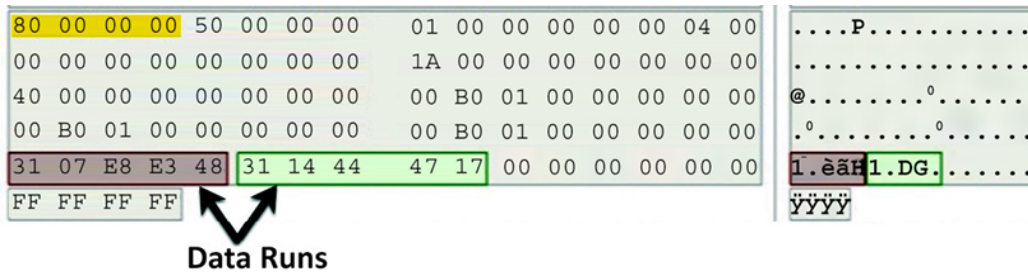 80 00 00 00 50 00 00 00 01 00 00 00 00 00 04 00 ....P...........
00 00 00 00 00 00 00 00 1A 00 00 00 00 00 00 00 ................
40 00 00 00 00 00 00 00 00 B0 01 00 00 00 00 00 @........⁰......
00 B0 01 00 00 00 00 00 00 B0 01 00 00 00 00 00 .⁰.......⁰......
31 07 E8 E3 48 31 14 44 47 17 00 00 00 00 00 00 1.èãH1.DG.......
FF FF FF FF ÿÿÿÿ
Data Runs